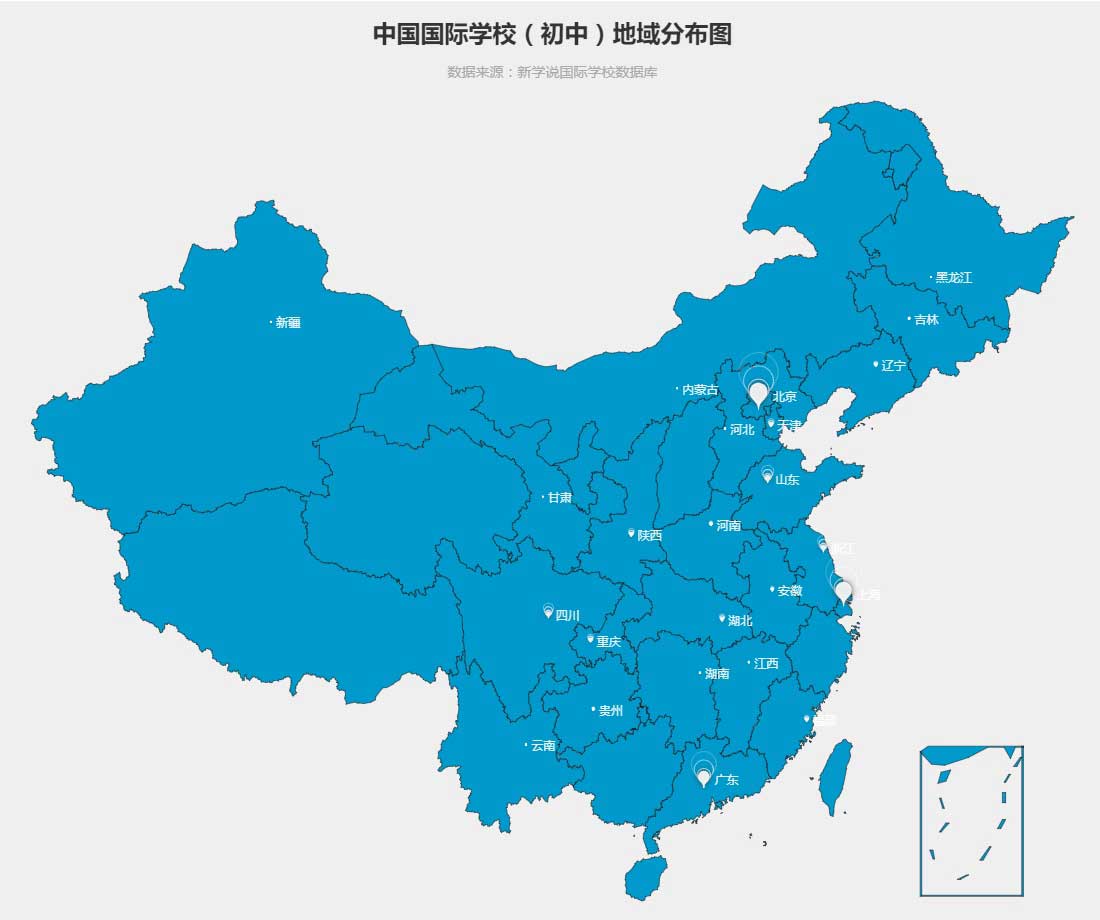 中国国际学校（初中）地域分布图
数据来源：新学说国际学校数据库
黑龙江
吉林
新疆
辽宁
内蒙古
北京
天津
河北
山东
甘肃
河南
陕西
浙江
安徽
上海
四川
湖北
重庆
江西
湖南
贵州
福建
云南
广东